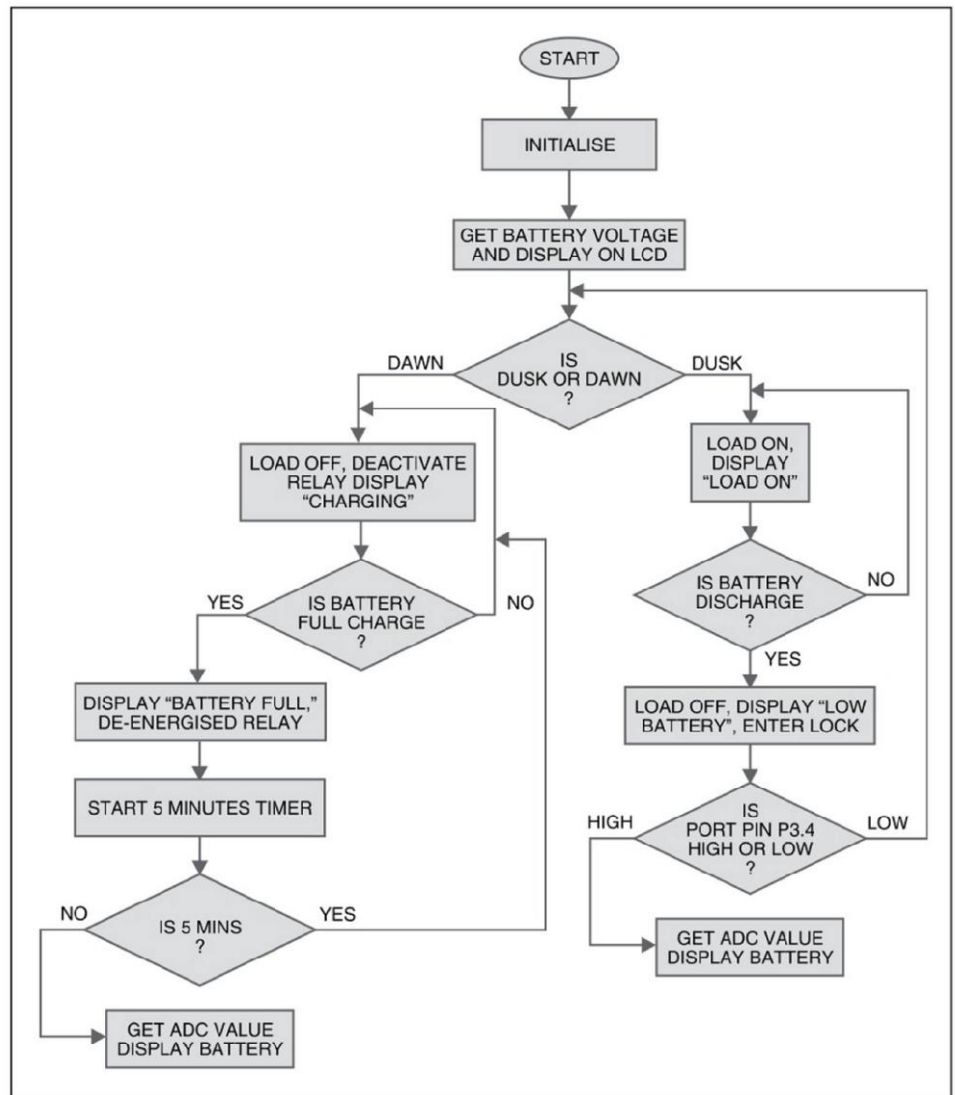 START
INITIALISE
GET BATTERY VOLTAGE
AND DISPLAY ON LCD
IS
DUSK OR DAWN
?
DAWN
DUSK
LOAD OFF, DEACTIVATE
RELAY DISPLAY
“CHARGING”
IS BATTERY
FULL CHARGE
?
YES
NO
DISPLAY “BATTERY FULL,”
DE-ENERGISED RELAY
START 5 MINUTES TIMER
IS 5 MINS
?
NO
YES
GET ADC VALUE
DISPLAY BATTERY
LOAD ON,
DISPLAY
“LOAD ON”
IS BATTERY
DISCHARGE
?
NO
YES
LOAD OFF, DISPLAY “LOW
BATTERY”, ENTER LOCK
IS
PORT PIN P3.4
HIGH OR LOW
?
HIGH
LOW
GET ADC VALUE
DISPLAY BATTERY